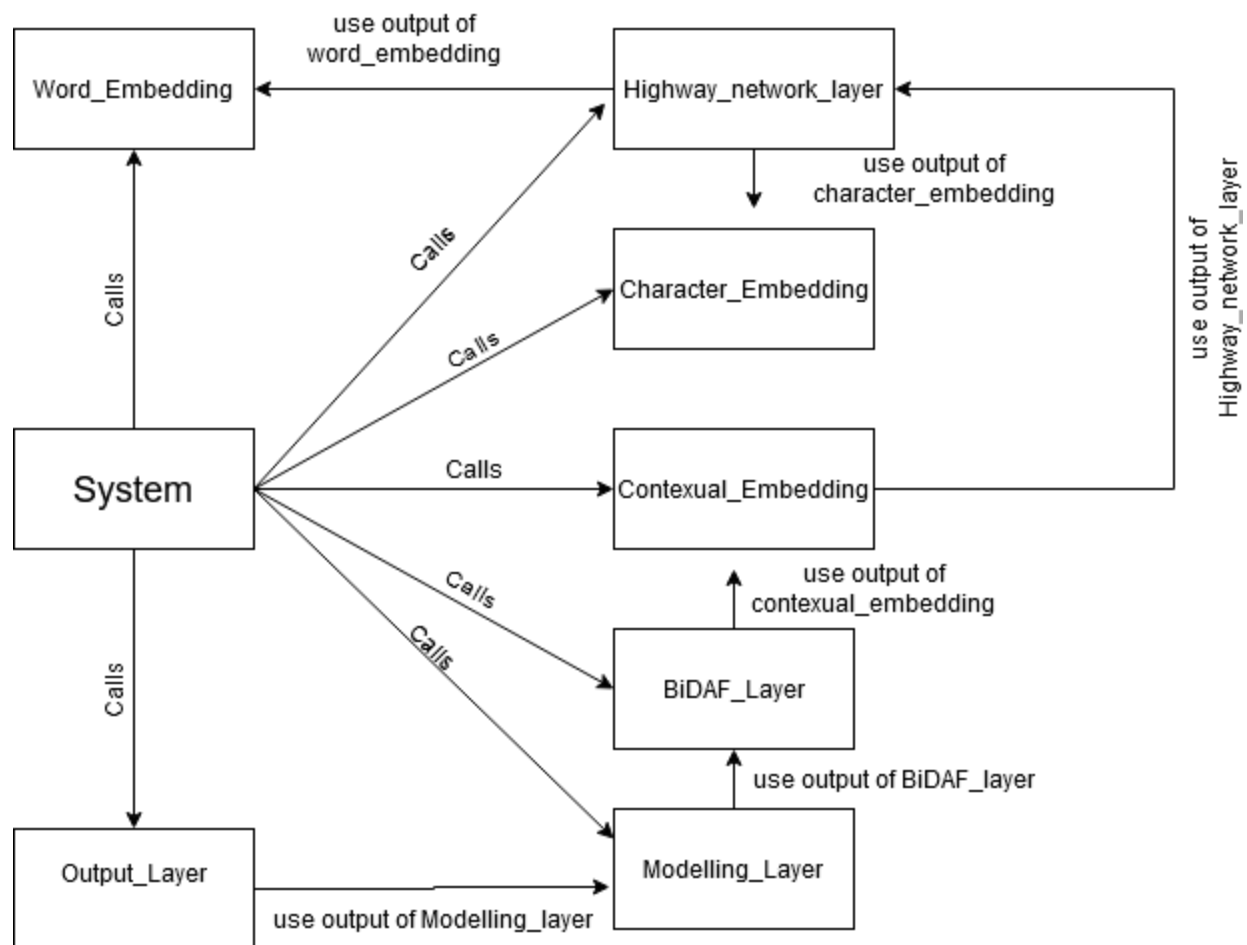 use output of
word_embedding
Word_Embedding
Highway_network_layer
use output of
character_embedding
Calls
Calls
Character_Embedding
Calls
use output of
Highway_network_layer
System
Calls
Contexual_Embedding
use output of
contexual_embedding
Calls
Calls
Calls
BiDAF_Layer
use output of BiDAF_layer
Output_Layer
Modelling_Layer
use output of Modelling_layer